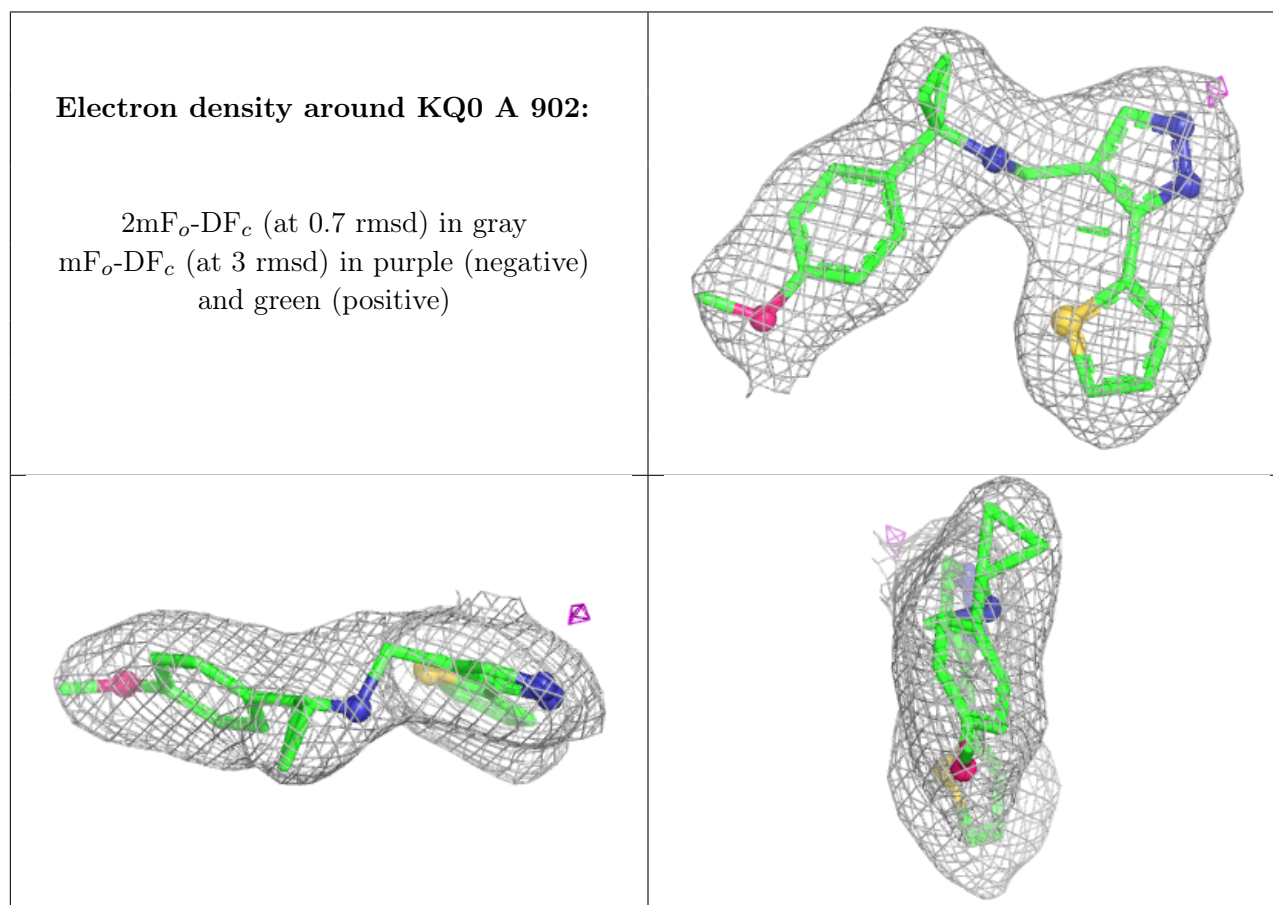 Electron density around KQ0 A 902:
2mFo-DFc (at 0.7 rmsd) in gray
mFo-DFc (at 3 rmsd) in purple (negative)
and green (positive)